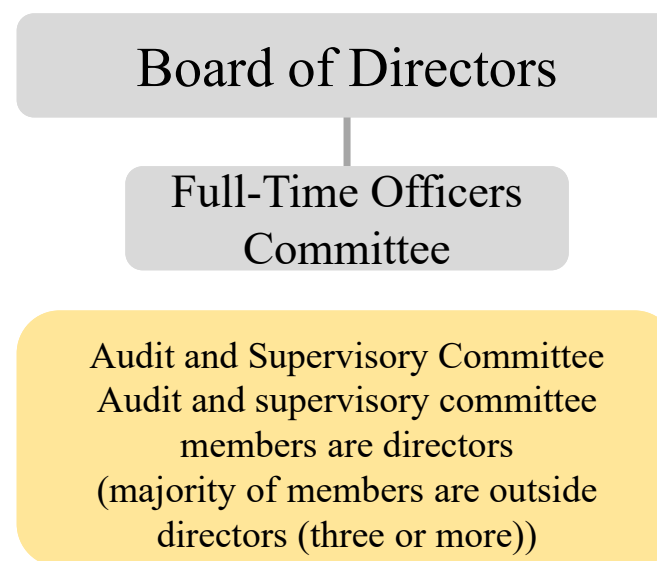 Board of Directors
Full-Time Officers
Committee
Audit and Supervisory Committee
Audit and supervisory committee
members are directors
(majority of members are outside
directors (three or more))